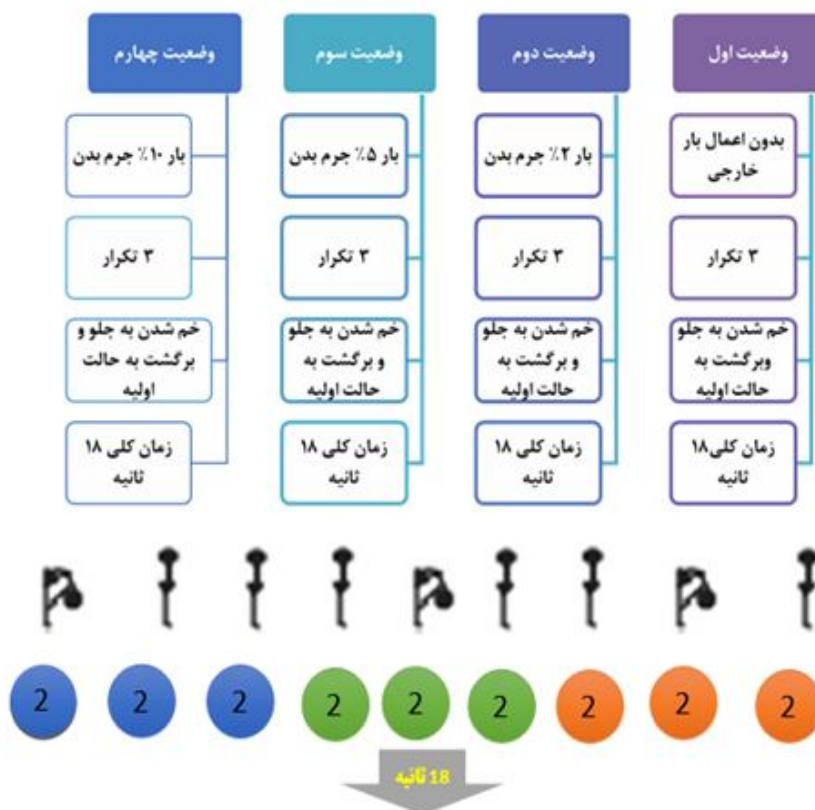 وضعیت اول
بدون اعمال بار
خارجی
۳ تکرار
خم شدن به جلو
وبرگشت به
حالت اولیه
زمان کلی۱۸
ثانیه
وضعیت دوم
بار ۲٪ جرم بدن
۳ تکرار
خم شدن به جلو
و برگشت به
حالت اولیه
زمان کلی ۱۸
ثانیه
وضعیت سوم
بار ۵٪ جرم بدن
۳ تکرار
خم شدن به جلو
و برگشت به
حالت اولیه
زمان کلی ۱۸
ثانیه
وضعیت چهارم
بار ۱۰٪ جرم بدن
۳ تکرار
خم شدن به جلو و
برگشت به حالت
اولیه
زمان کلی ۱۸
ثانیه
2 2 2 2 2 2 2 2 2
18 ثانیه